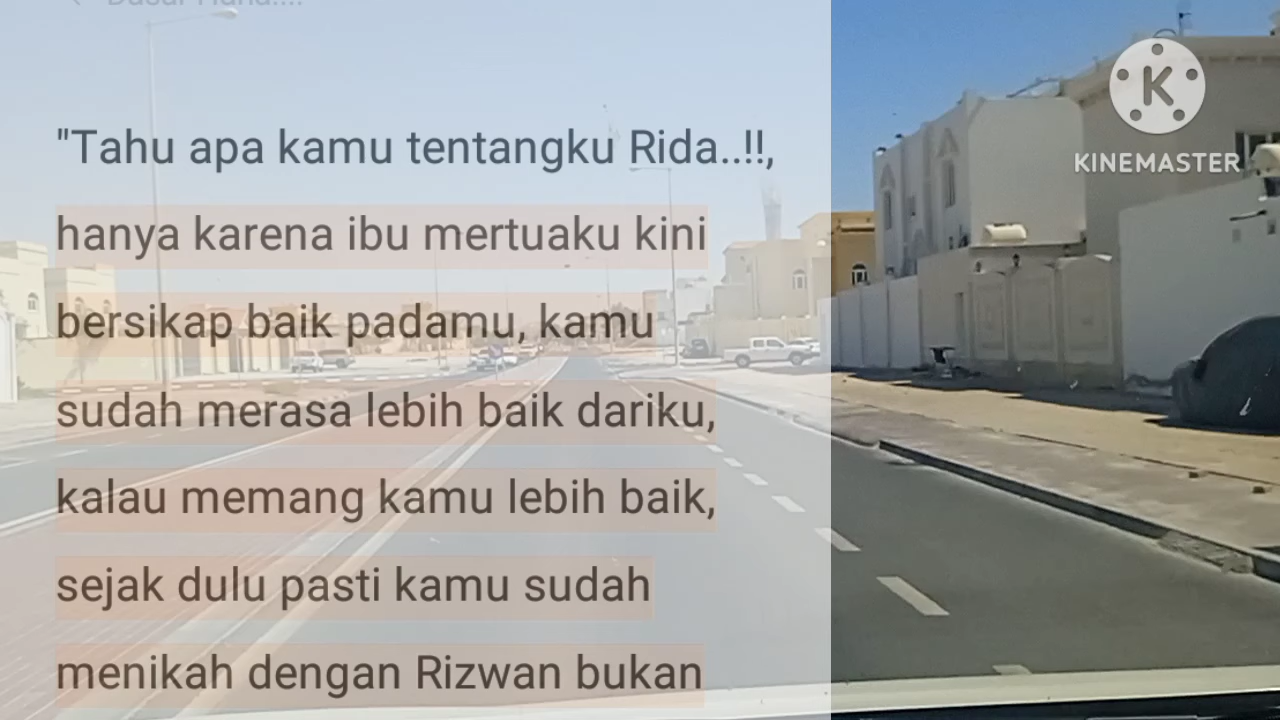 "Tahu apa kamu tentangku Rida..!!,
hanya karena ibu mertuaku kini
bersikap baik padamu, kamu
sudah merasa lebih baik dariku,
kalau memang kamu lebih baik,
sejak dulu pasti kamu sudah
menikah dengan Rizwan bukan
KINEMASTER